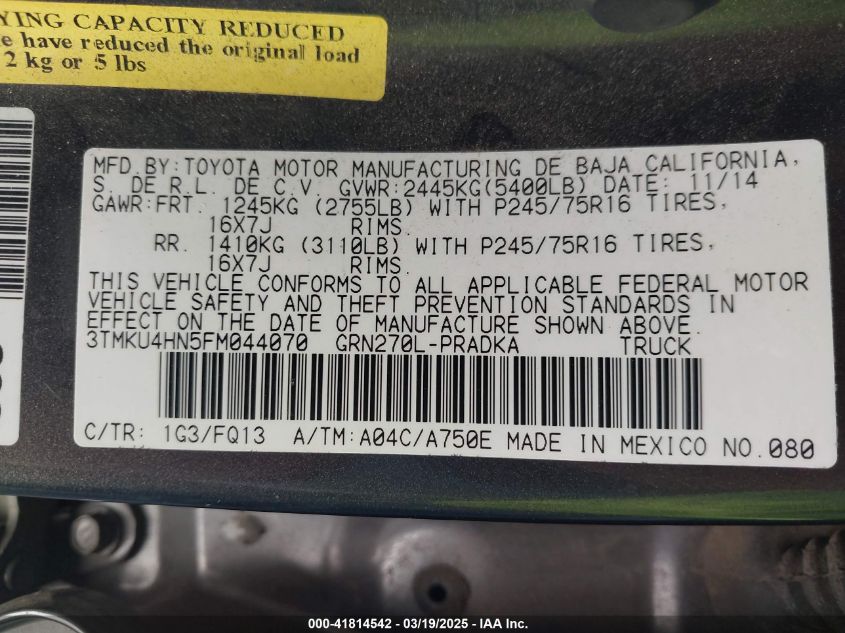 YING CAPACITY REDUCED
e have reduced the original load
2 kg or 5 lbs
MFD.BY:TOYOTA MOTOR MANUFACTURING DE BAJA CALIFORNIA,
S. DE R.L. DE C.V. GVWR:2445KG(5400LB) DATE: 11/14
GAWR:FRT. 1245KG (2755LB) WITH P245/75R16 TIRES,
16X7J RIMS.
RR. 1410KG (3110LB) WITH P245/75R16 TIRES,
16X7J RIMS.
THIS VEHICLE CONFORMS TO ALL APPLICABLE FEDERAL MOTOR
VEHICLE SAFETY AND THEFT PREVENTION STANDARDS IN
EFFECT ON THE DATE OF MANUFACTURE SHOWN ABOVE.
3TMKU4HN5FM044070 GRN270L-PRADKA TRUCK
C/TR: 1G3/FQ13 A/TM:A04C/A750E MADE IN MEXICO NO.080
000-41814542 - 03/19/2025 - IAA Inc.